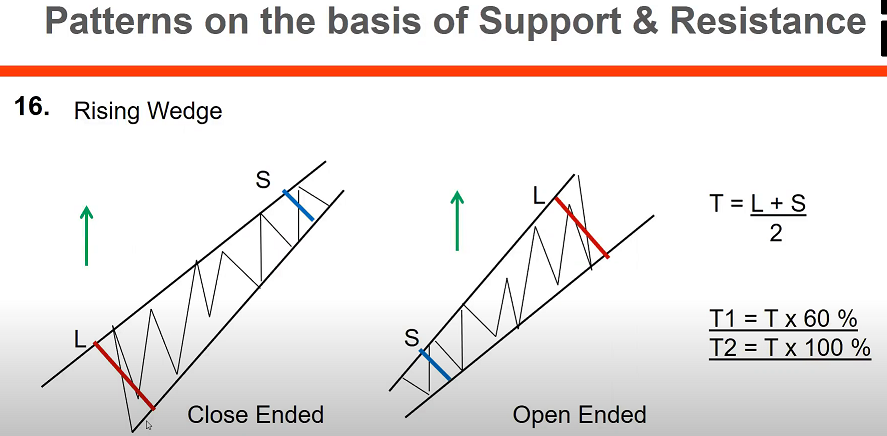 Patterns on the basis of Support & Resistance
16. Rising Wedge
S
L
Close Ended
L
S
Open Ended
T = L + S
2
T1 = T x 60 %
T2 = T x 100 %